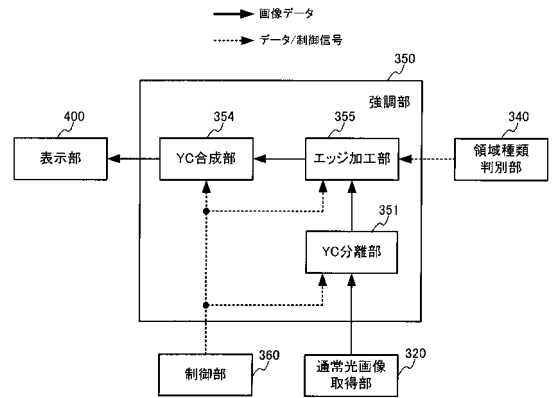 画像データ
データ/制御信号
350
強調部
400
表示部
354
YC合成部
355
エッジ加工部
340
領域種類
判別部
351
YC分離部
制御部
360
通常光画像
取得部
320